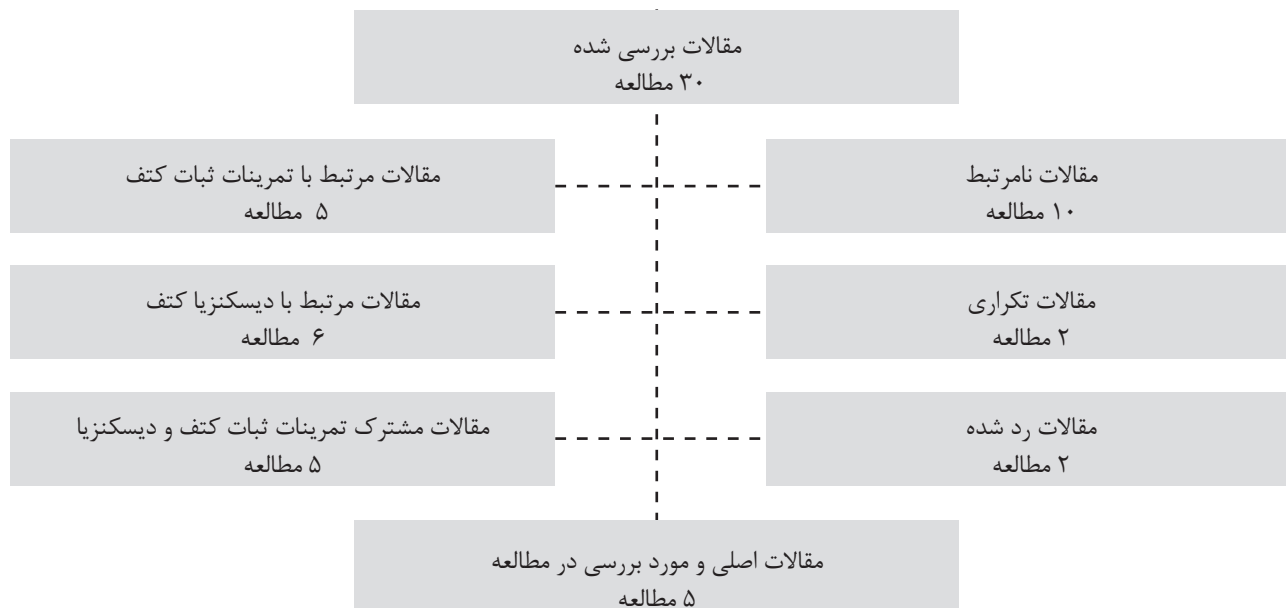 مقالات بررسی شده
۳۰ مطالعه
مقالات نامرتبط
۱۰ مطالعه
مقالات مرتبط با تمرینات ثبات کتف
۵ مطالعه
مقالات تکراری
۲ مطالعه
مقالات مرتبط با دیسکنزیا کتف
۶ مطالعه
مقالات رد شده
۲ مطالعه
مقالات مشترک تمرینات ثبات کتف و دیسکنزیا
۵ مطالعه
مقالات اصلی و مورد بررسی در مطالعه
۵ مطالعه